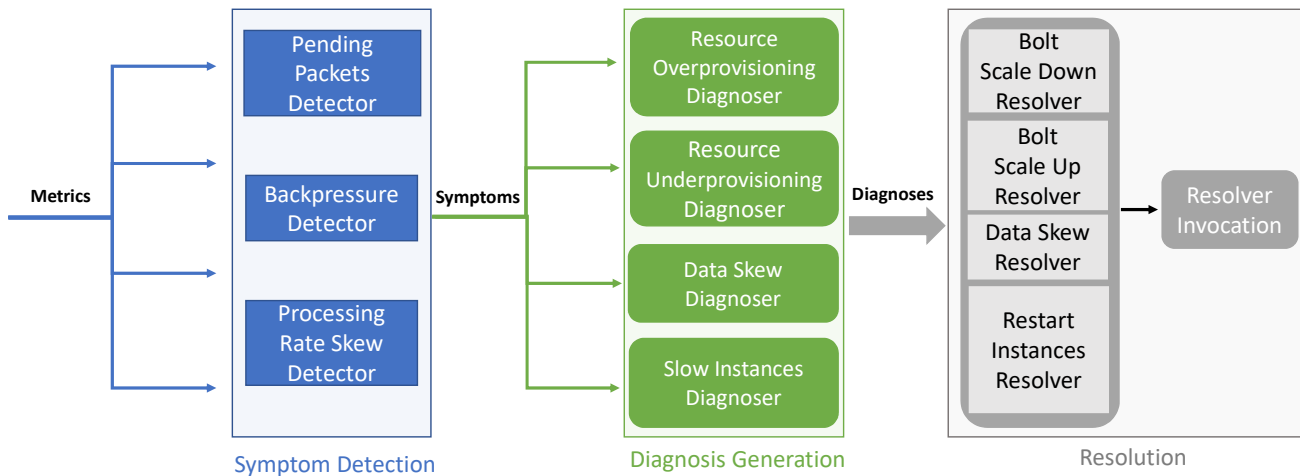 Metrics
Pending
Packets
Detector
Backpressure
Detector
Processing
Rate Skew
Detector
Symptom Detection
Symptoms
Resource
Overprovisioning
Diagnoser
Resource
Underprovisioning
Diagnoser
Data Skew
Diagnoser
Slow Instances
Diagnoser
Diagnosis Generation
Diagnoses
Bolt
Scale Down
Resolver
Bolt
Scale Up
Resolver
Data Skew
Resolver
Restart
Instances
Resolver
Resolver
Invocation
Resolution